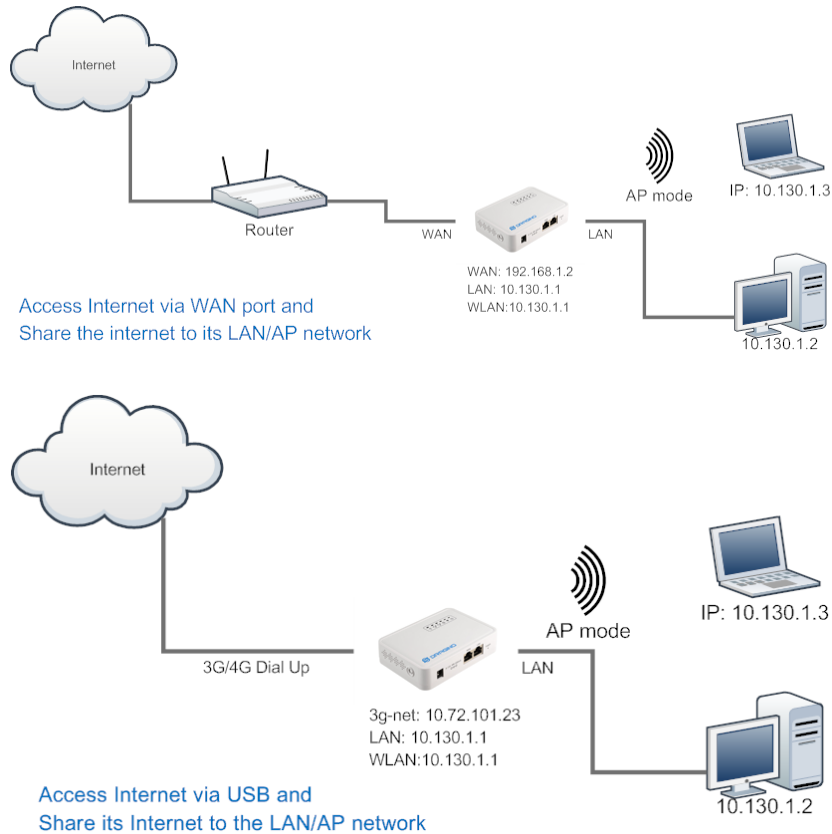 Internet
Router
WAN
LAN
AP mode
IP: 10.130.1.3
WAN: 192.168.1.2
LAN: 10.130.1.1
WLAN:10.130.1.1
10.130.1.2
Access Internet via WAN port and
Share the internet to its LAN/AP network
Internet
3G/4G Dial Up
LAN
AP mode
IP: 10.130.1.3
3g-net: 10.72.101.23
LAN: 10.130.1.1
WLAN:10.130.1.1
10.130.1.2
Access Internet via USB and
Share its Internet to the LAN/AP network